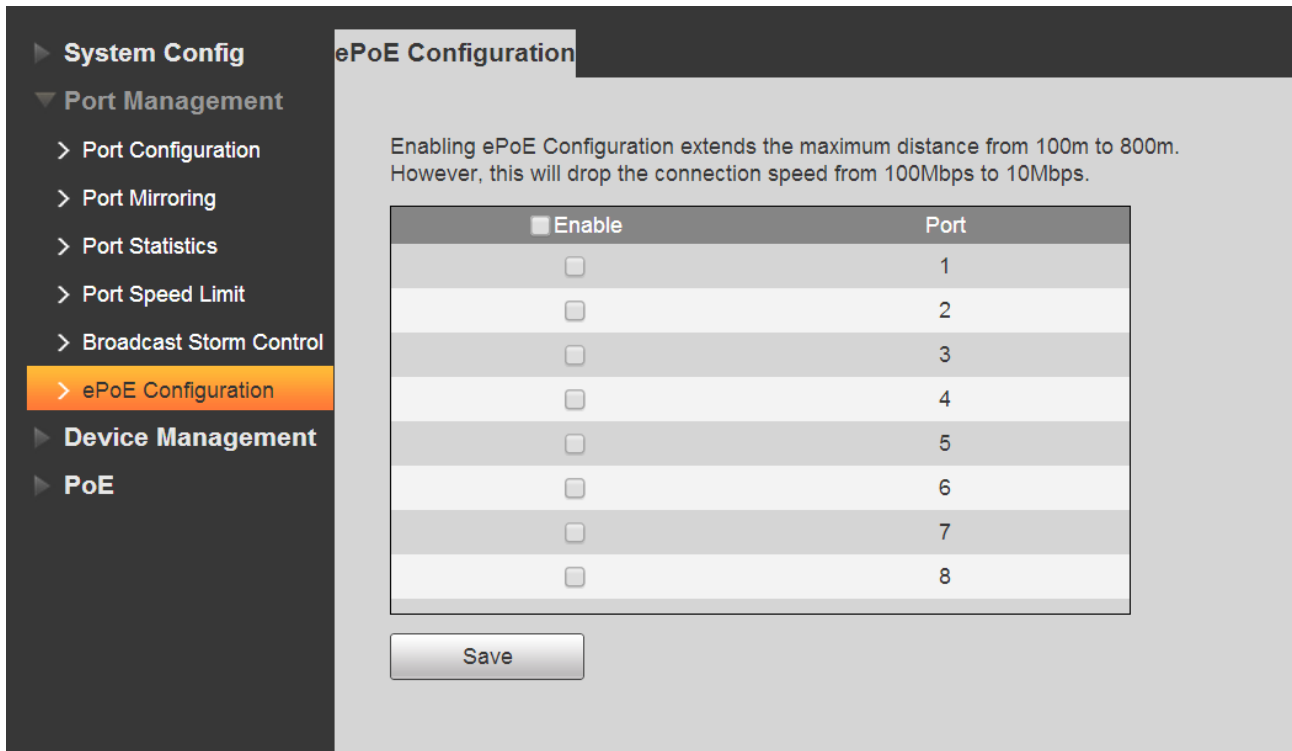 System Config
Port Management
Port Configuration
Port Mirroring
Port Statistics
Port Speed Limit
Broadcast Storm Control
ePoE Configuration
Device Management
PoE
ePoE Configuration
Enabling ePoE Configuration extends the maximum distance from 100m to 800m.
However, this will drop the connection speed from 100Mbps to 10Mbps.
Enable Port
1
2
3
4
5
6
7
8
Save